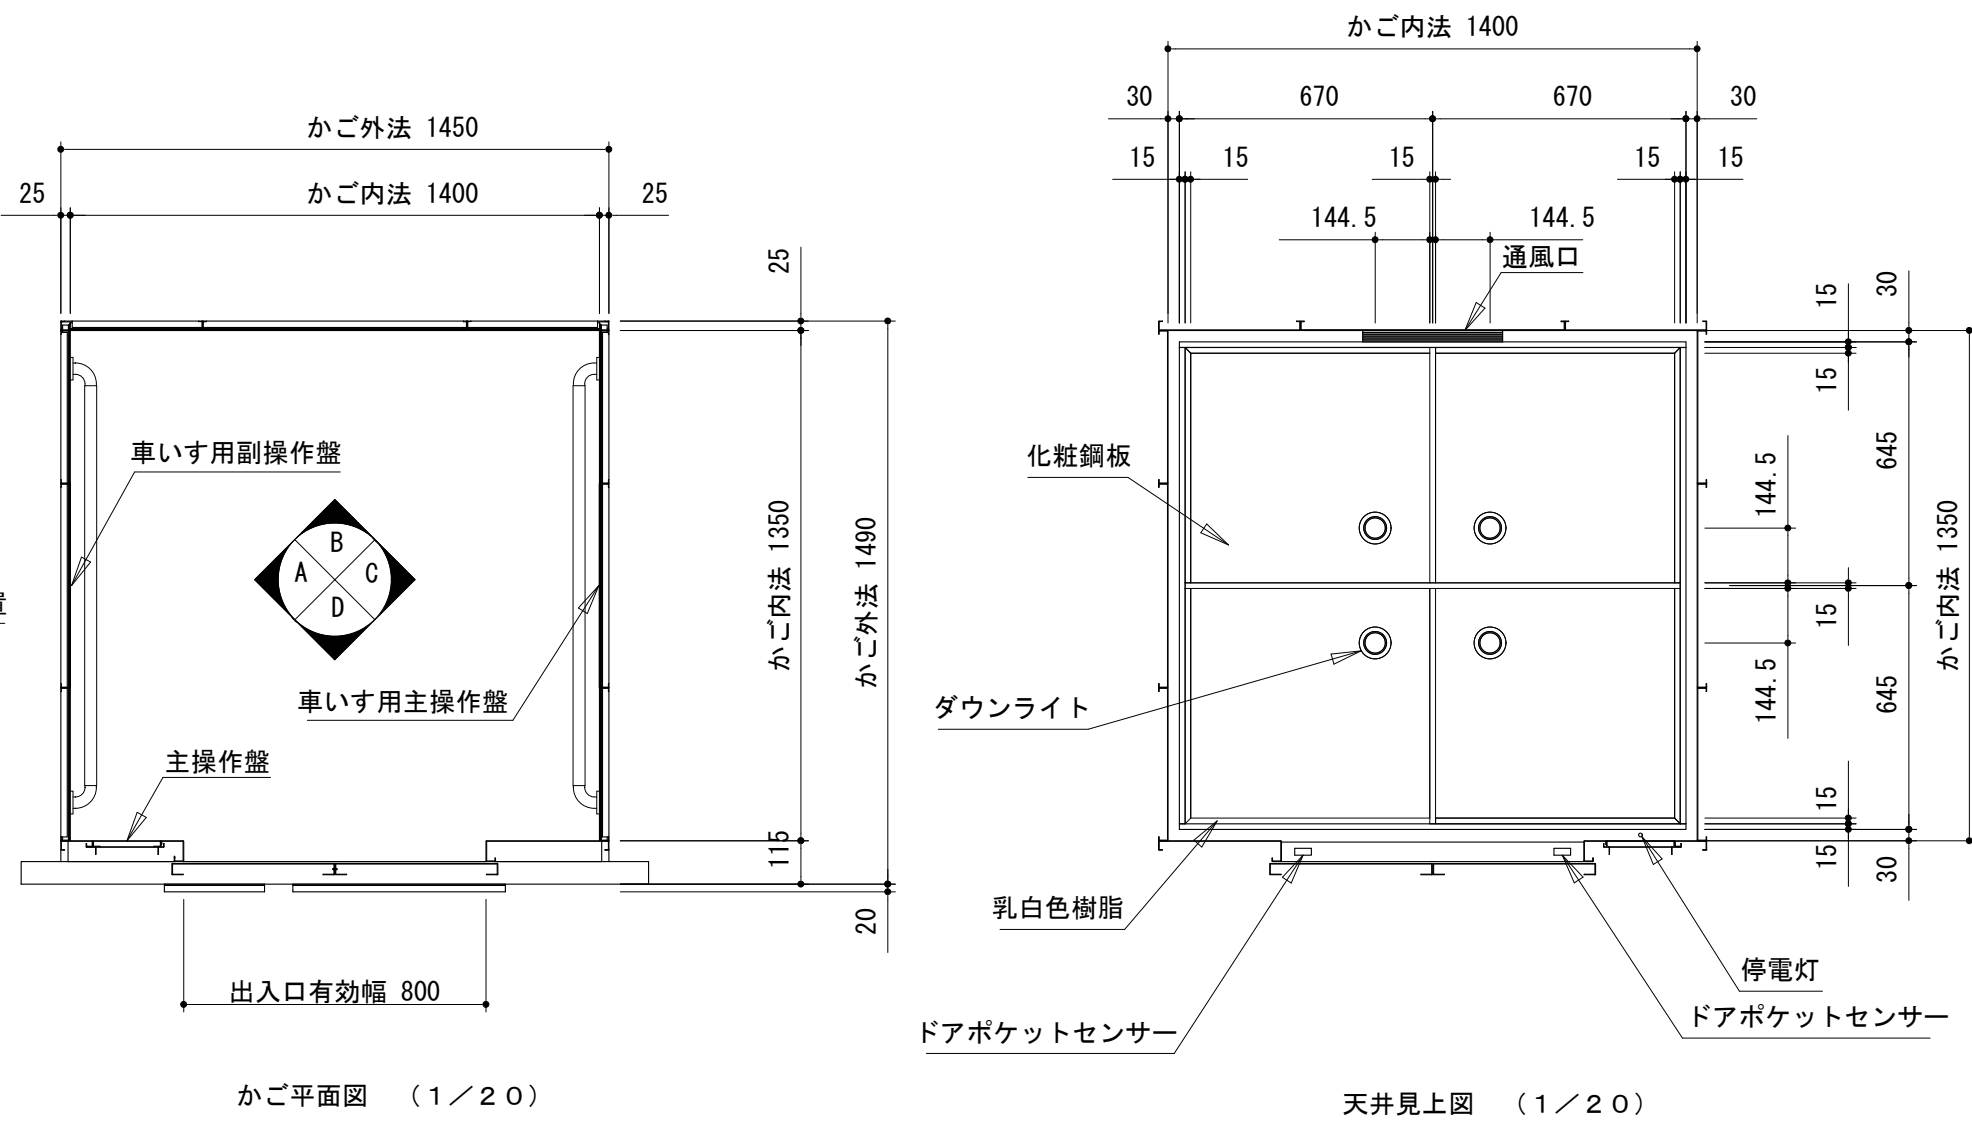 かご外法 1450
25
かご内法 1400
25
25
かご内法 1350
かご外法 1490
115
20
車いす用副操作盤
B
A
C
D
車いす用主操作盤
主操作盤
出入口有効幅 800
かご平面図 （１／２０）
かご内法 1400
30
670
670
30
15
15
15
15
15
144.5
144.5
通風口
15
30
15
化粧鋼板
144.5
645
かご内法 1350
15
144.5
645
ダウンライト
15
15
30
乳白色樹脂
停電灯
ドアポケットセンサー
ドアポケットセンサー
天井見上図 （１／２０）